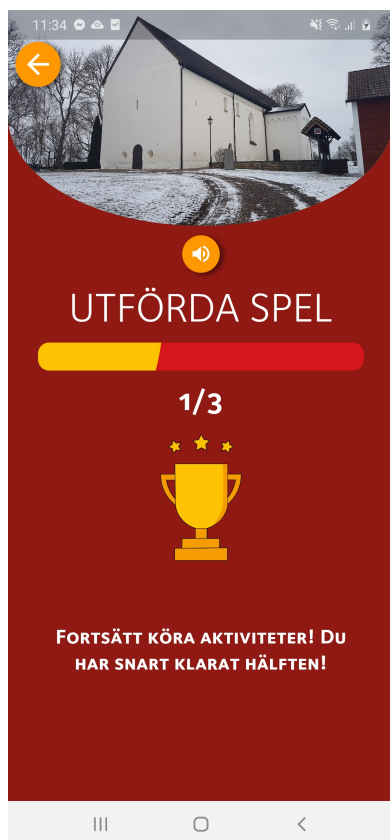 11:34
UTFÖRDA SPEL
1/3
FORTSÄTT KÖRA AKTIVITETER! DU
HAR SNART KLARAT HÄLFTEN!